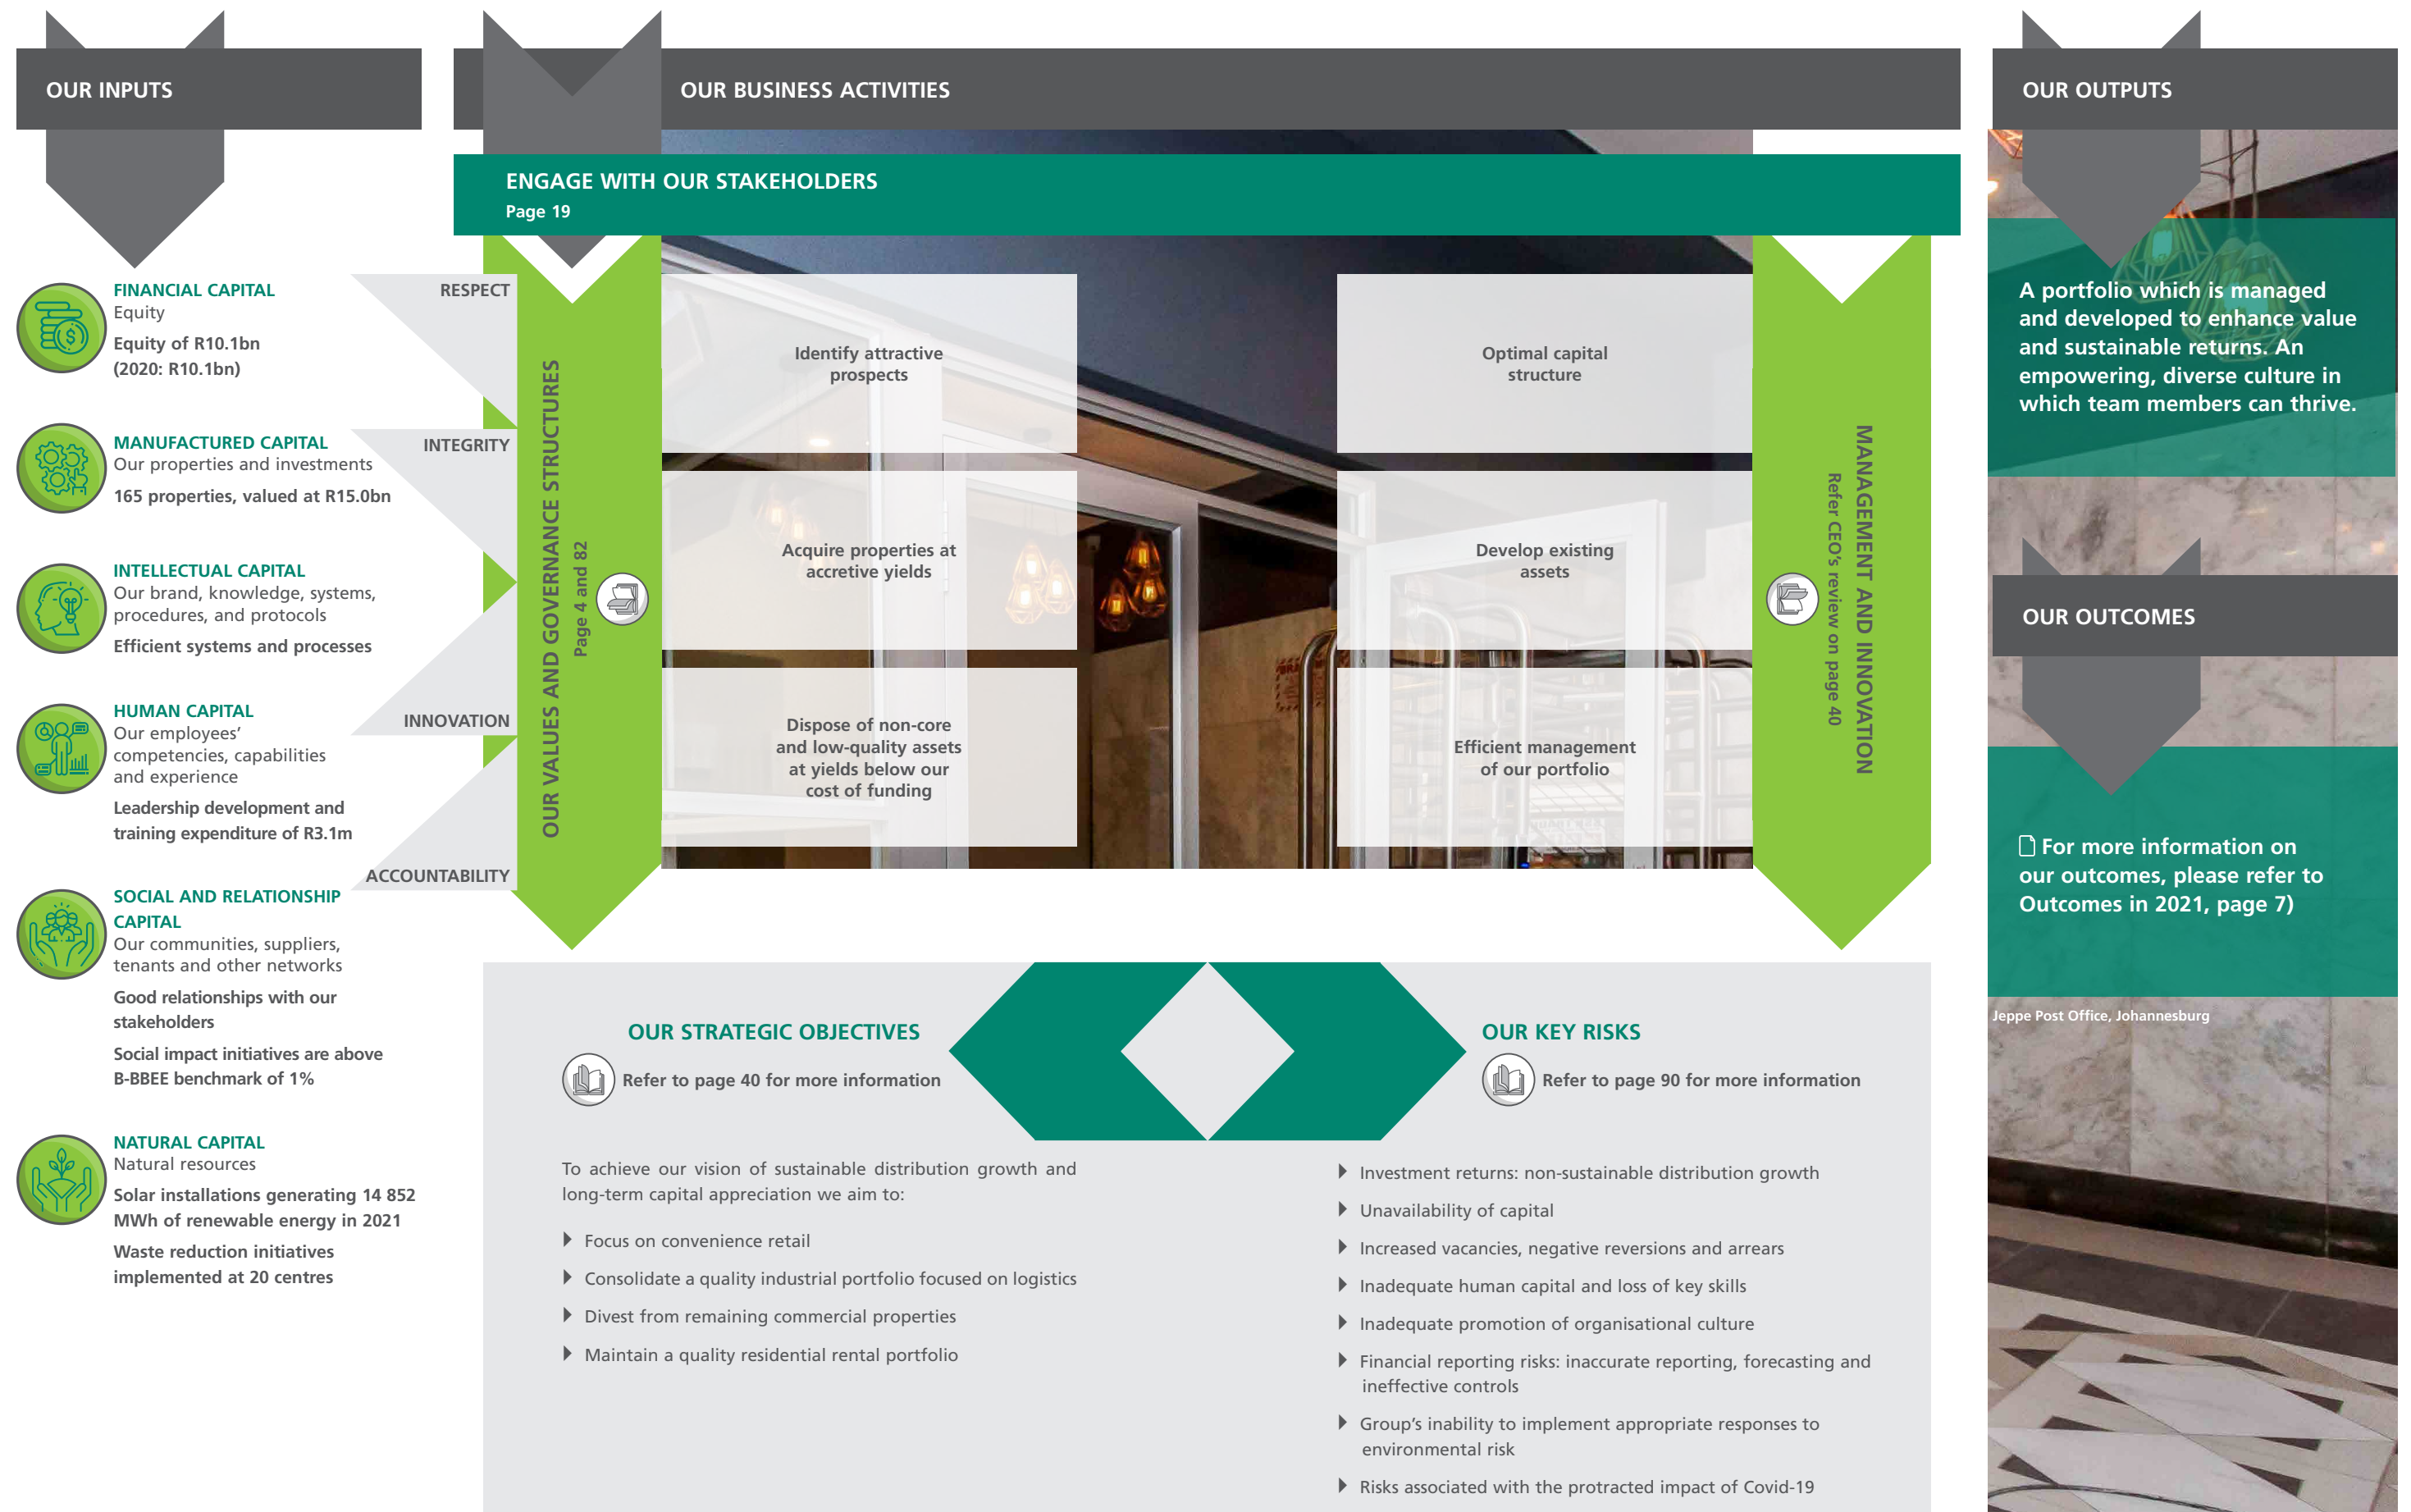 OUR INPUTS
FINANCIAL CAPITAL
Equity
Equity of R10.1bn
(2020: R10.1bn)
MANUFACTURED CAPITAL
Our properties and investments
165 properties, valued at R15.0bn
INTELLECTUAL CAPITAL
Our brand, knowledge, systems,
procedures, and protocols
Efficient systems and processes
HUMAN CAPITAL
Our employees’
competencies, capabilities
and experience
Leadership development and
training expenditure of R3.1m
SOCIAL AND RELATIONSHIP
CAPITAL
Our communities, suppliers,
tenants and other networks
Good relationships with our
stakeholders
Social impact initiatives are above
B-BBEE benchmark of 1%
NATURAL CAPITAL
Natural resources
Solar installations generating 14 852
MWh of renewable energy in 2021
Waste reduction initiatives
implemented at 20 centres
RESPECT
INTEGRITY
INNOVATION
ACCOUNTABILITY
OUR BUSINESS ACTIVITIES
ENGAGE WITH OUR STAKEHOLDERS
Page 19
OUR VALUES AND GOVERNANCE STRUCTURES
Page 4 and 82
Identify attractive
prospects
Acquire properties at
accretive yields
Dispose of non-core
and low-quality assets
at yields below our
cost of funding
Optimal capital
structure
Develop existing
assets
Efficient management
of our portfolio
MANAGEMENT AND INNOVATION
Refer CEO’s review on page 40
OUR STRATEGIC OBJECTIVES
Refer to page 40 for more information
To achieve our vision of sustainable distribution growth and
long-term capital appreciation we aim to:
Focus on convenience retail
Consolidate a quality industrial portfolio focused on logistics
Divest from remaining commercial properties
Maintain a quality residential rental portfolio
OUR KEY RISKS
Refer to page 90 for more information
Investment returns: non-sustainable distribution growth
Unavailability of capital
Increased vacancies, negative reversions and arrears
Inadequate human capital and loss of key skills
Inadequate promotion of organisational culture
Financial reporting risks: inaccurate reporting, forecasting and
ineffective controls
Group’s inability to implement appropriate responses to
environmental risk
Risks associated with the protracted impact of Covid-19
OUR OUTPUTS
A portfolio which is managed
and developed to enhance value
and sustainable returns. An
empowering, diverse culture in
which team members can thrive.
OUR OUTCOMES
For more information on
our outcomes, please refer to
Outcomes in 2021, page 7)
Jeppe Post Office, Johannesburg